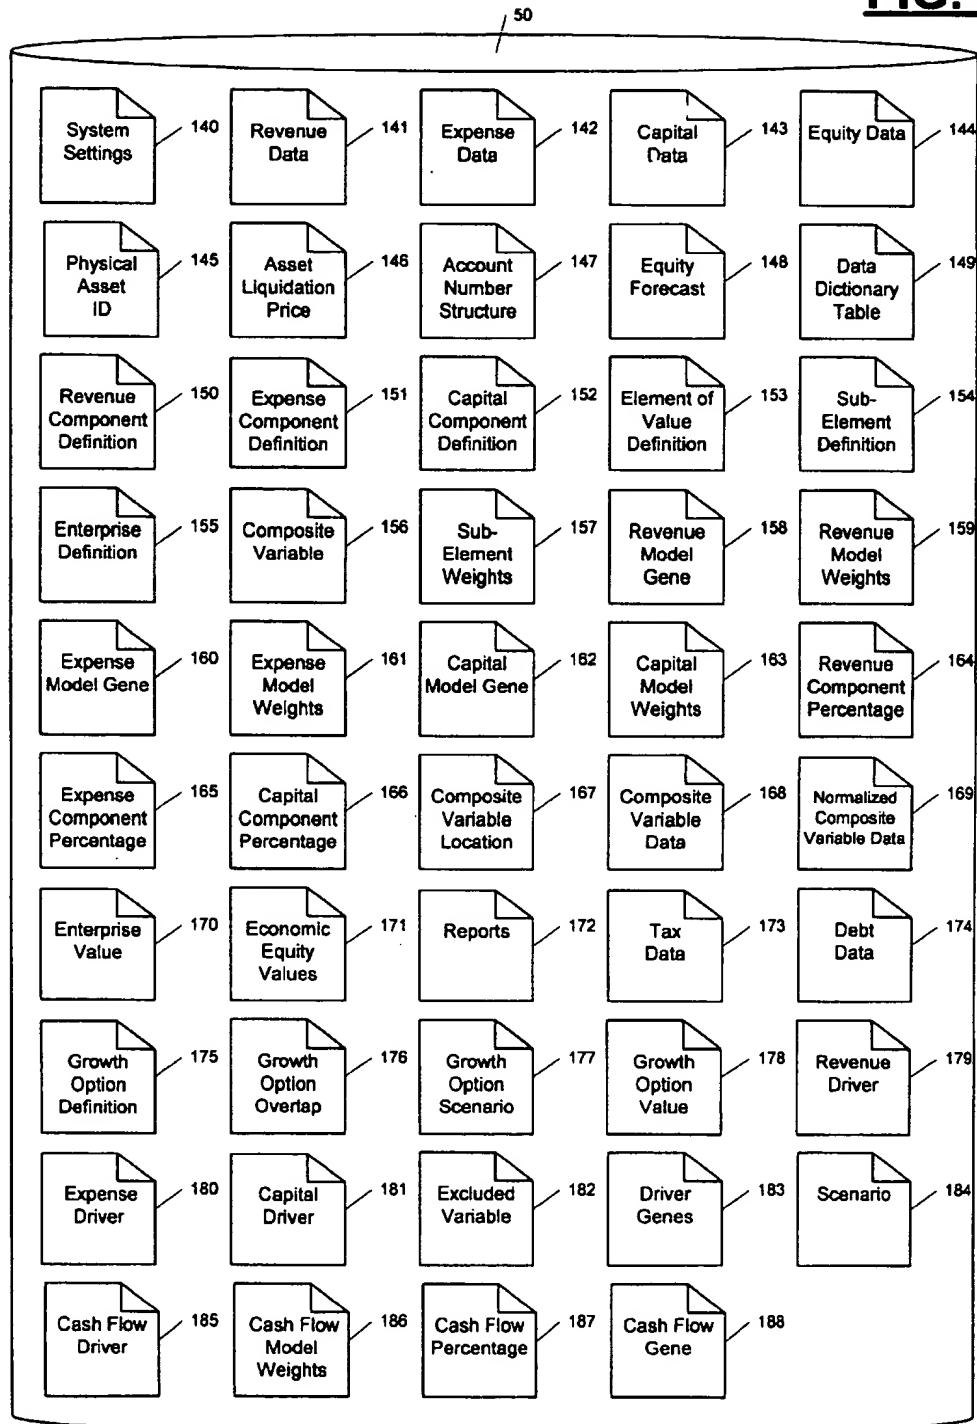 FIG.
50
System
Settings
140
Revenue
Data
141
Expense
Data
142
Capital
Data
143
Equity Data
144
Physical
Asset
ID
145
Asset
Liquidation
Price
146
Account
Number
Structure
147
Equity
Forecast
148
Data
Dictionary
Table
149
Revenue
Component
Definition
150
Expense
Component
Definition
151
Capital
Component
Definition
152
Element of
Value
Definition
153
Sub-
Element
Definition
154
Enterprise
Definition
155
Composite
Variable
156
Sub-
Element
Weights
157
Revenue
Model
Gene
158
Revenue
Model
Weights
159
Expense
Model Gene
160
Expense
Model
Weights
161
Capital
Model Gene
162
Capital
Model
Weights
163
Revenue
Component
Percentage
164
Expense
Component
Percentage
165
Capital
Component
Percentage
166
Composite
Variable
Location
167
Composite
Variable
Data
168
Normalized
Composite
Variable Data
169
Enterprise
Value
170
Economic
Equity
Values
171
Reports
172
Tax
Data
173
Debt
Data
174
Growth
Option
Definition
175
Growth
Option
Overlap
176
Growth
Option
Scenario
177
Growth
Option
Value
178
Revenue
Driver
179
Expense
Driver
180
Capital
Driver
181
Excluded
Variable
182
Driver
Genes
183
Scenario
184
Cash Flow
Driver
185
Cash Flow
Model
Weights
186
Cash Flow
Percentage
187
Cash Flow
Gene
188